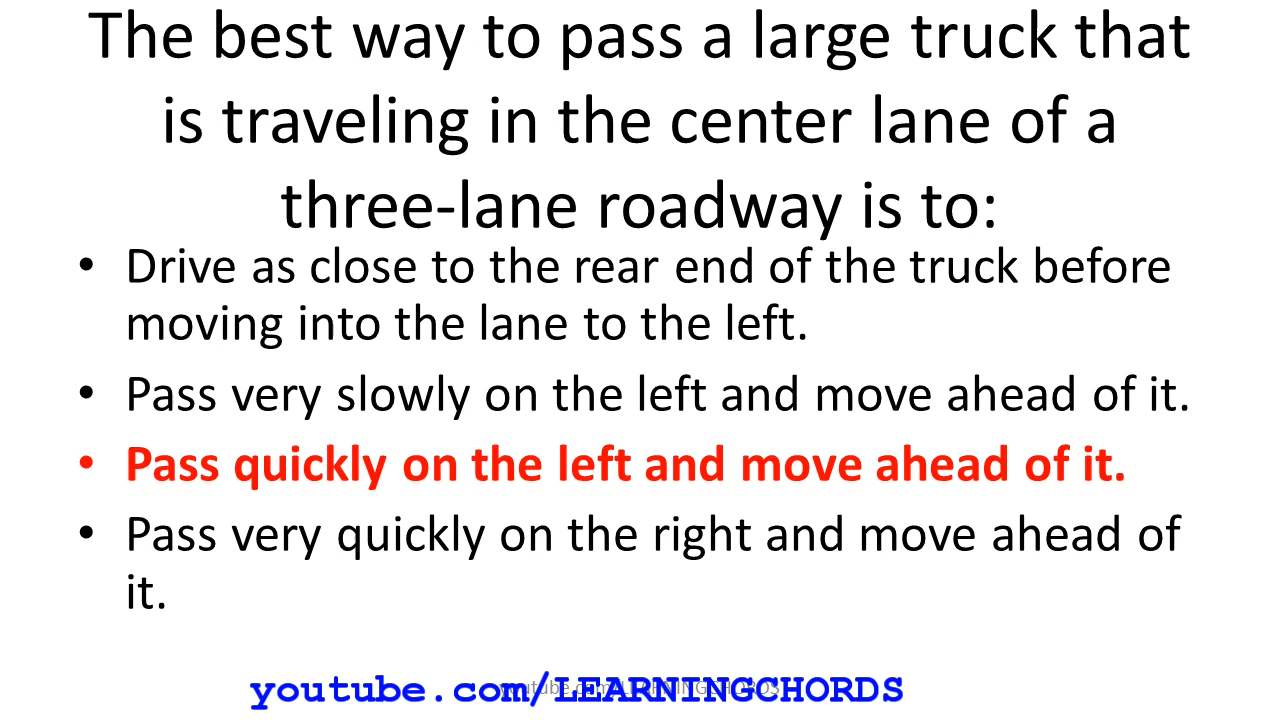 The best way to pass a large truck that
is traveling in the center lane of a
three-lane roadway is to:
• Drive as close to the rear end of the truck before
moving into the lane to the left.
• Pass very slowly on the left and move ahead of it.
• Pass quickly on the left and move ahead of it.
• Pass very quickly on the right and move ahead of
it.
youtube.com/LEARNINGCHORDS
youtube.com/LEARNINGCHORDS